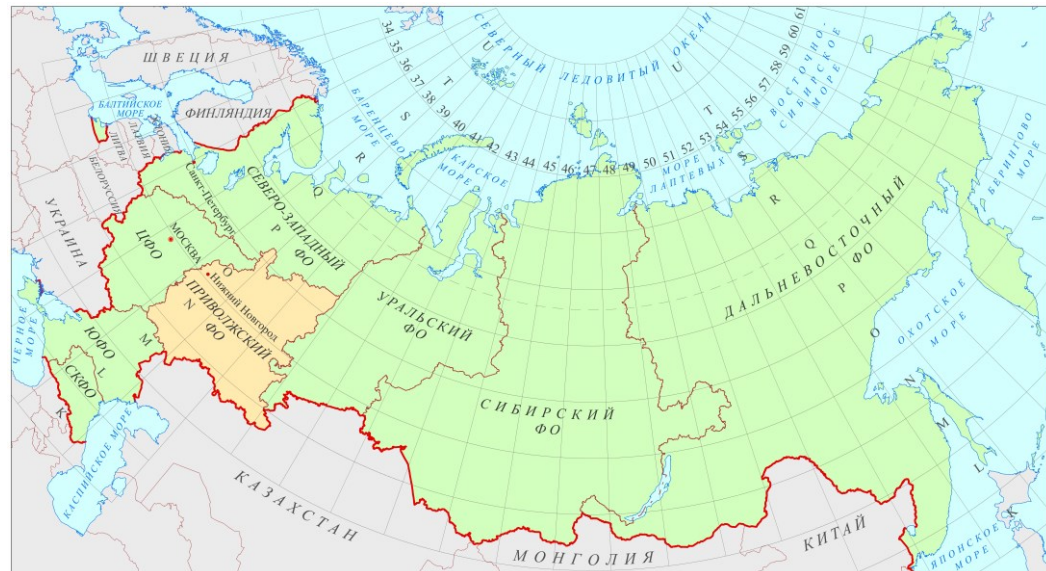 ШВЕЦИЯ
БАЛТИЙСКОЕ
МОРЕ
ФИНЛЯНДИЯ
ЭСТОНИЯ
ЛАТВИЯ
ЛИТВА
БЕЛОРУССИЯ
УКРАИНА
Санкт-Петербург
СЕВЕРО-ЗАПАДНЫЙ
ФО
МОСКВА
ЦФО
Нижний Новгород
ПРИВОЛЖСКИЙ
ФО
ЮФО
СКФО
ЧЕРНОЕ
МОРЕ
КАСПИЙСКОЕ МОРЕ
КАЗАХСТАН
МОНГОЛИЯ
КИТАЙ
УРАЛЬСКИЙ
ФО
СИБИРСКИЙ
ФО
ДАЛЬНЕВОСТОЧНЫЙ
ФО
СЕВЕРНЫЙ ЛЕДОВИТЫЙ ОКЕАН
БАРЕНЦЕВО
МОРЕ
КАРСКОЕ
МОРЕ
МОРЕ
ЛАПТЕВЫХ
ВОСТОЧНО-
СИБИРСКОЕ
МОРЕ
БЕРИНГОВО
МОРЕ
ОХОТСКОЕ
МОРЕ
ЯПОНСКОЕ
МОРЕ
34 35 36 37 38 39 40 41 42 43 44 45 46 47 48 49 50 51 52 53 54 55 56 57 58 59 60 61
U T S R Q P O N M L K
U T S R Q P O N M L K